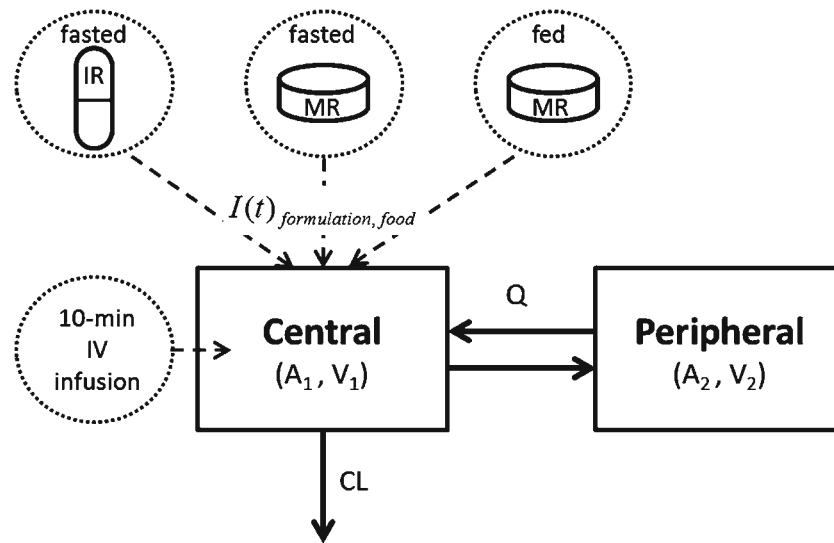 fasted
fasted
fed
IR
MR
MR
I(t) formulation, food
10-min
IV
infusion
Central
(A₁ , V₁)
Q
Peripheral
(A₂ , V₂)
CL